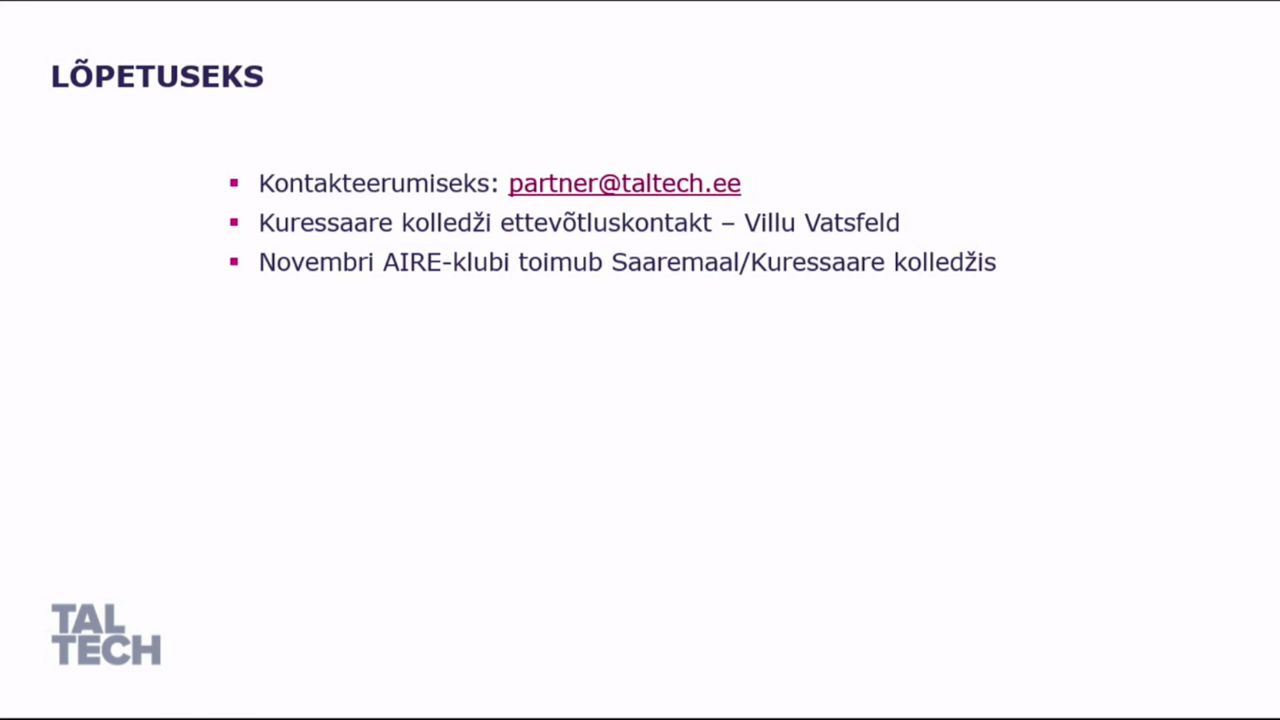 LÕPETUSEKS
▪ Kontakteerumiseks: partner@taltech.ee
▪ Kuressaare kolledži ettevõtluskontakt – Villu Vatsfeld
▪ Novembri AIRE-klubi toimub Saaremaal/Kuressaare kolledžis
TAL
TECH